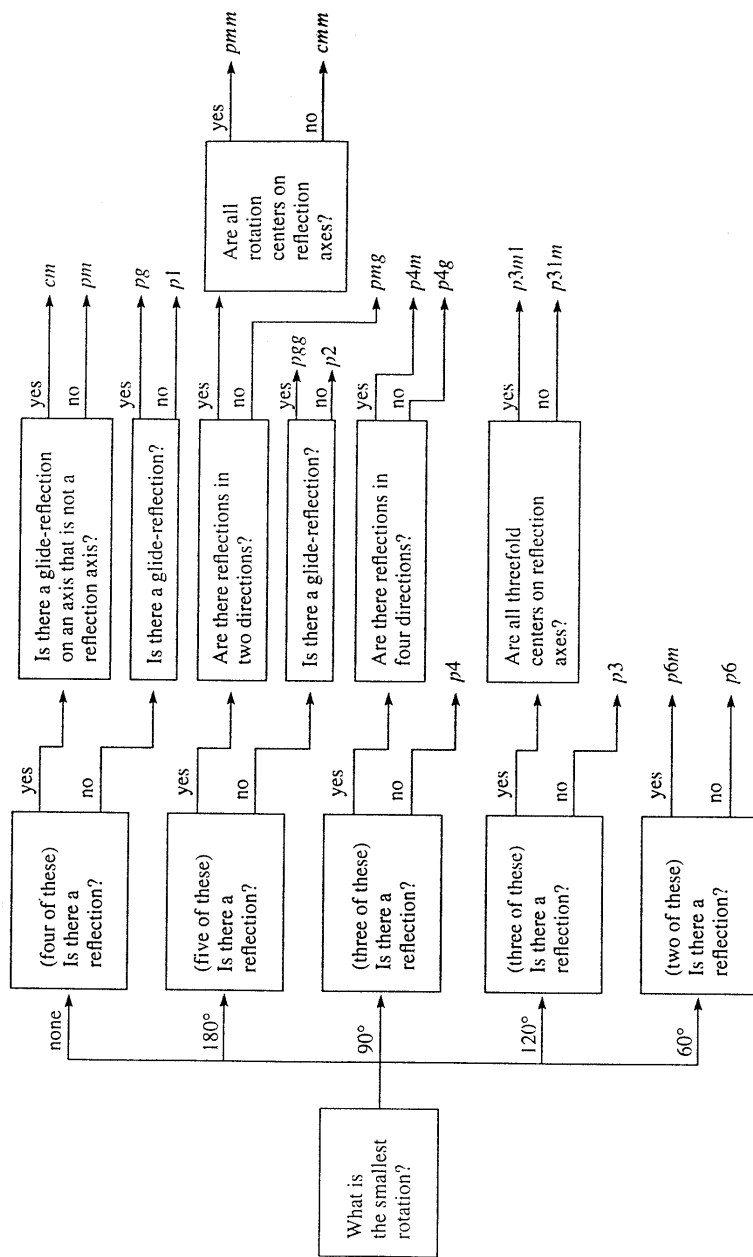 What is
the smallest
rotation?
none
180°
90°
120°
60°
(four of these)
Is there a
reflection?
yes
no
(five of these)
Is there a
reflection?
yes
no
(three of these)
Is there a
reflection?
yes
no
p4
(three of these)
Is there a
reflection?
yes
no
p3
(two of these)
Is there a
reflection?
yes
p6m
no
p6
Is there a glide-reflection
on an axis that is not a
reflection axis?
yes
cm
no
pm
Is there a glide-reflection?
yes
pg
no
p1
Are there reflections in
two directions?
yes
no
pmg
Is there a glide-reflection?
yes
pgg
no
p2
Are there reflections in
four directions?
yes
p4m
no
p4g
Are all threefold
centers on reflection
axes?
yes
p3m1
no
p31m
Are all
rotation
centers on
reflection
axes?
yes
pmm
no
cmm